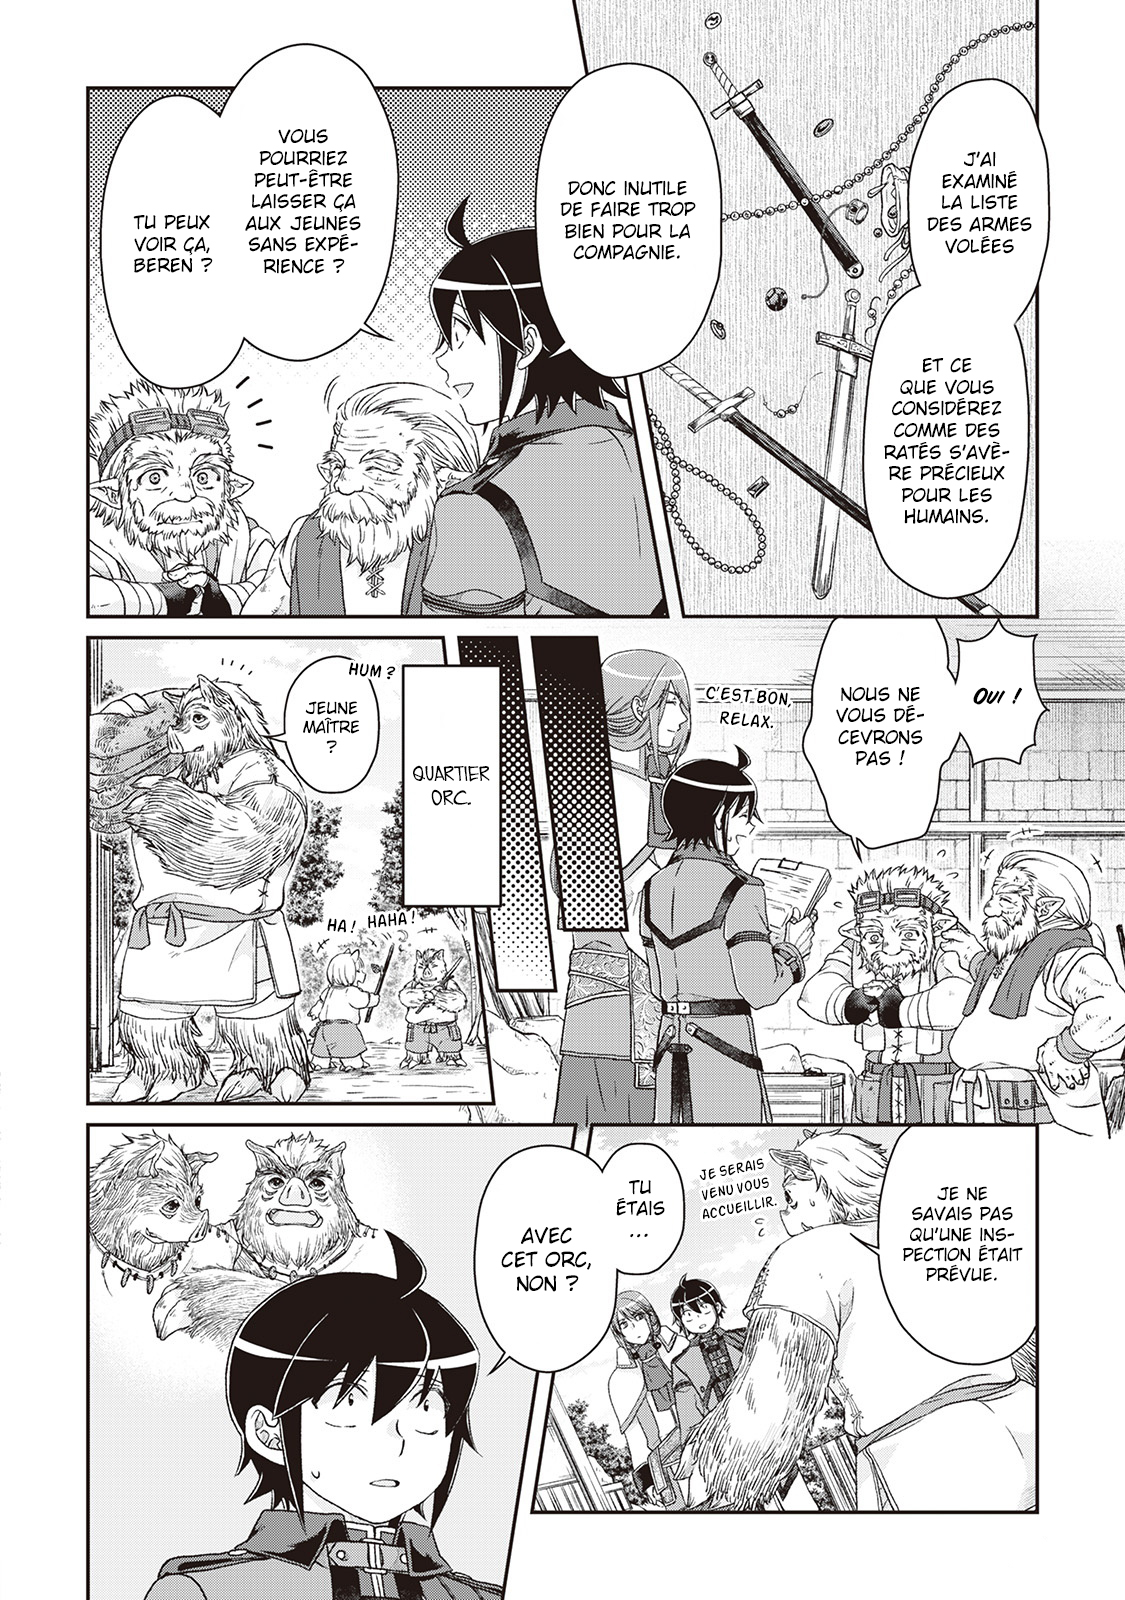 J'AI
EXAMINÉ
LA LISTE
DES ARMES
VOLÉES
ET CE
QUE VOUS
CONSIDÉREZ
COMME DES
RATÉS S'AVÈ-
RE PRÉCIEUX
POUR LES
HUMAINS.
DONC INUTILE
DE FAIRE TROP
BIEN POUR LA
COMPAGNIE.
VOUS
POURRIEZ
PEUT-ÊTRE
LAISSER ÇA
AUX JEUNES
SANS EXPÉ-
RIENCE ?
TU PEUX
VOIR ÇA,
BEREN ?
OUI !
NOUS NE
VOUS DÉ-
CEVRONS
PAS !
C'EST BON,
RELAX.
QUARTIER
ORC.
HUM ?
JEUNE
MAÎTRE
?
HA !
HAHA !
JE NE
SAVAIS PAS
QU'UNE INS-
PECTION ÉTAIT
PRÉVUE.
JE SERAIS
VENU VOUS
ACCUEILLIR.
TU
ÉTAIS
...
AVEC
CET ORC,
NON ?